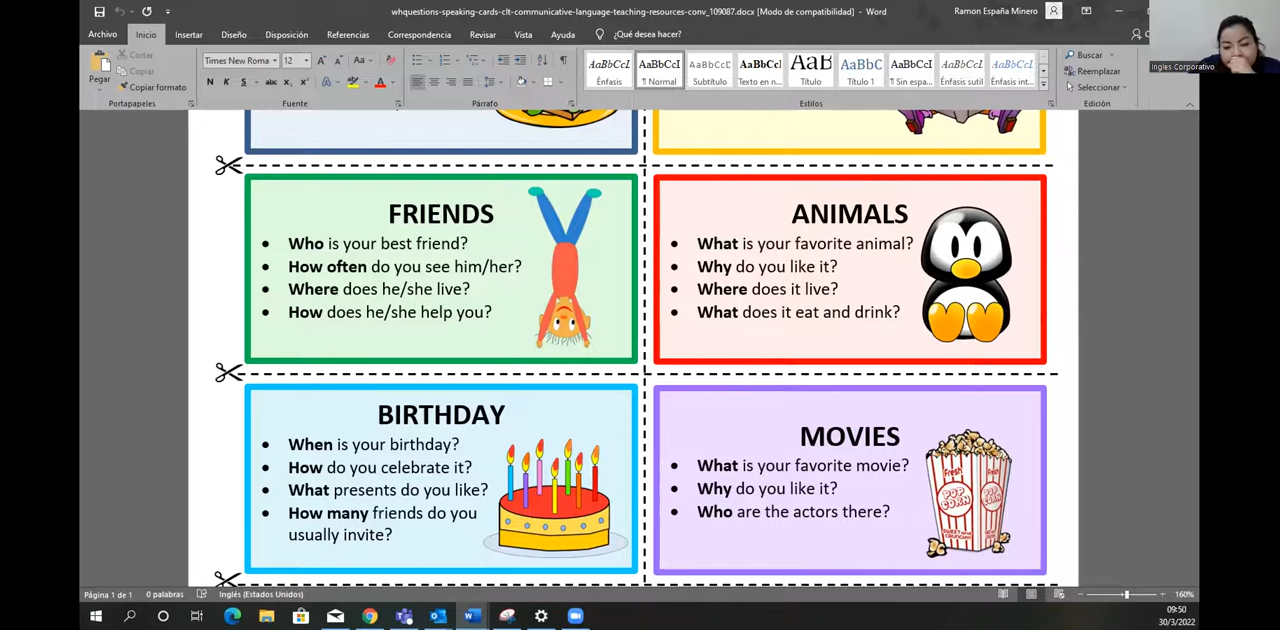 whquestions-speaking-cards-clt-communicative-language-teaching-resources-conv_109087.docx [Modo de compatibilidad] - Word
Ramon España Minero
Archivo Inicio Insertar Diseño Disposición Referencias Correspondencia Revisar Vista Ayuda ¿Qué desea hacer?
Ingles Corporativo
Pegar
Cortar
Copiar
Copiar formato
Times New Roma 12
N K S abc
Portapapeles Fuente Párrafo Estilos Edición
AaBbCcL AaBbCcI AaBbCcI AaBbCcI AaB AaBbC AaBbCcI AaBbCcL AaBbCcL
Énfasis ¶ Normal Subtítulo Texto en n... Título Título 1 ¶ Sin espa... Énfasis sutil Énfasis int...
Buscar
Reemplazar
Seleccionar
FRIENDS
• Who is your best friend?
• How often do you see him/her?
• Where does he/she live?
• How does he/she help you?
ANIMALS
• What is your favorite animal?
• Why do you like it?
• Where does it live?
• What does it eat and drink?
BIRTHDAY
• When is your birthday?
• How do you celebrate it?
• What presents do you like?
• How many friends do you
usually invite?
MOVIES
• What is your favorite movie?
• Why do you like it?
• Who are the actors there?
Fresh
POP CORN
Página 1 de 1 0 palabras Inglés (Estados Unidos) 160%
09:50
30/3/2022